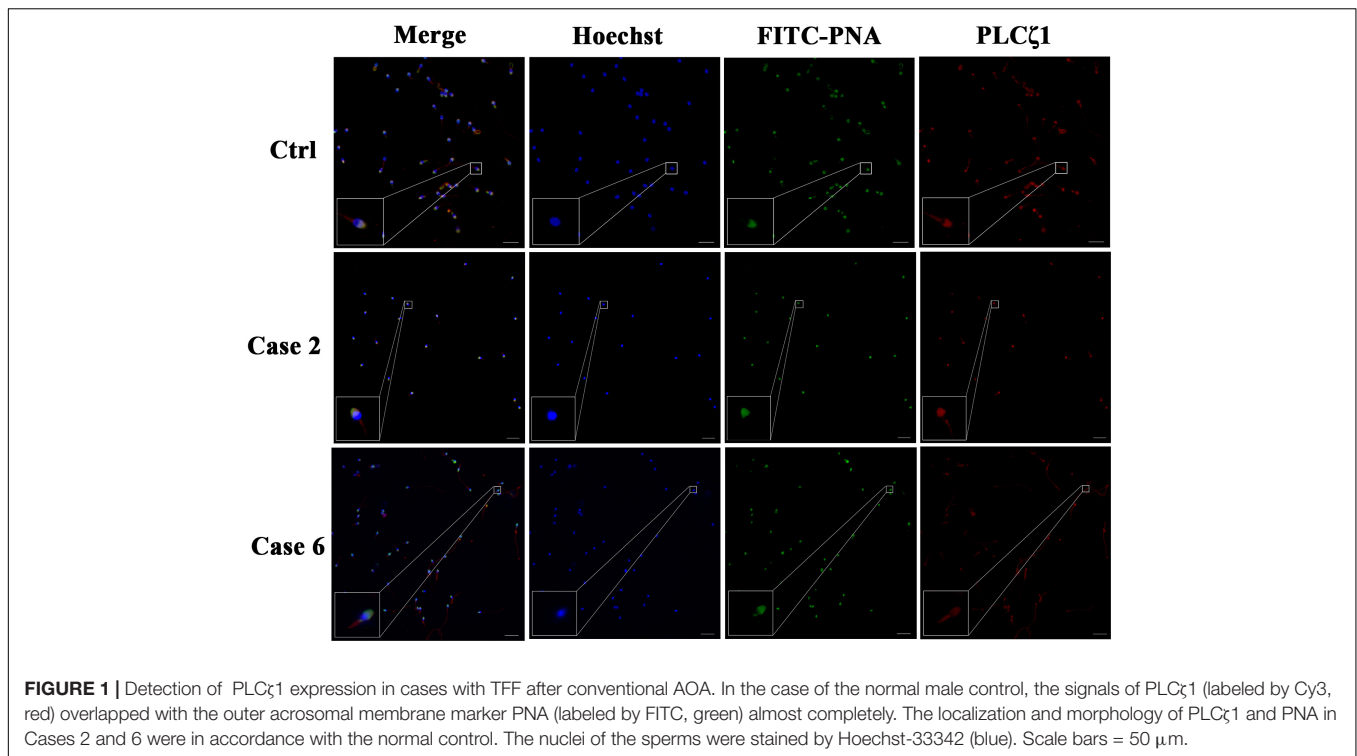 Merge Hoechst FITC-PNA PLCζ1
Ctrl
Case 2
Case 6
FIGURE 1 | Detection of PLCζ1 expression in cases with TFF after conventional AOA. In the case of the normal male control, the signals of PLCζ1 (labeled by Cy3,
red) overlapped with the outer acrosomal membrane marker PNA (labeled by FITC, green) almost completely. The localization and morphology of PLCζ1 and PNA in
Cases 2 and 6 were in accordance with the normal control. The nuclei of the sperms were stained by Hoechst-33342 (blue). Scale bars = 50 μm.